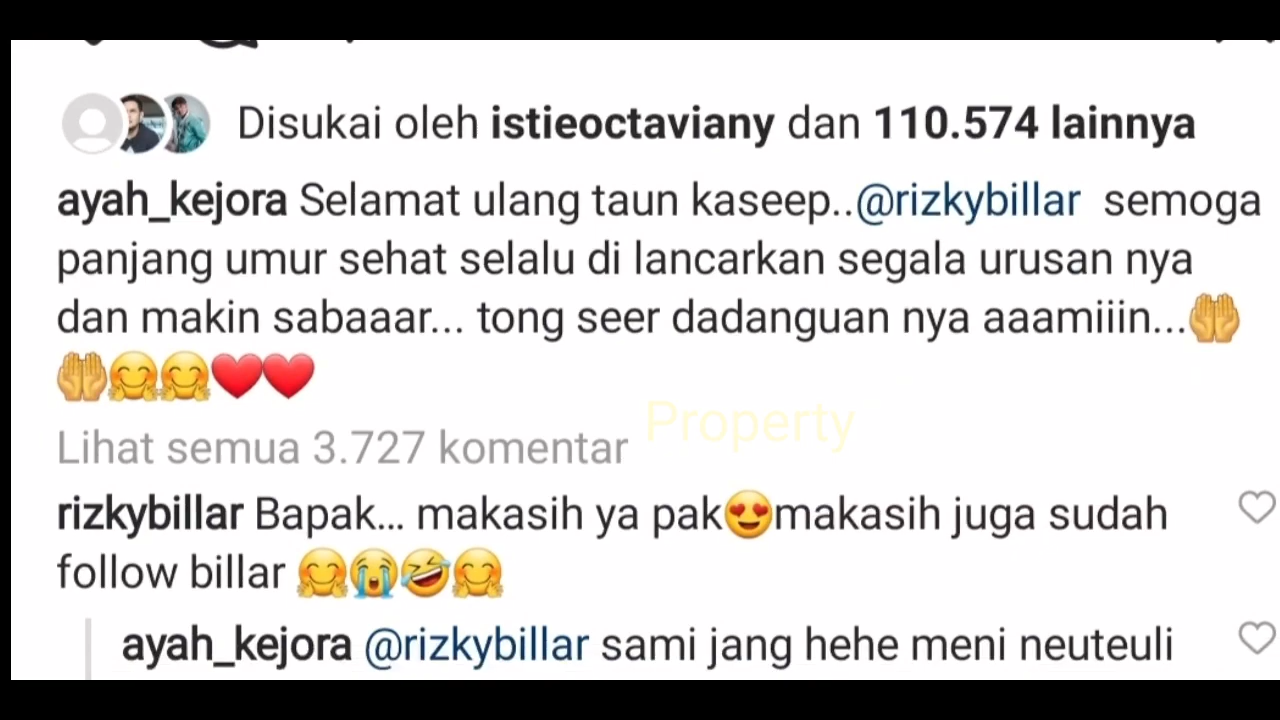 Disukai oleh istieoctaviany dan 110.574 lainnya
ayah_kejora Selamat ulang taun kaseep..@rizkybillar semoga
panjang umur sehat selalu di lancarkan segala urusan nya
dan makin sabaaar... tong seer dadanguan nya aaamiiin...🤲
🤲🤗🤗❤️❤️
Property
Lihat semua 3.727 komentar
rizkybillar Bapak... makasih ya pak😍makasih juga sudah
follow billar 🤗😭🤣🤗
ayah_kejora @rizkybillar sami jang hehe meni neuteuli